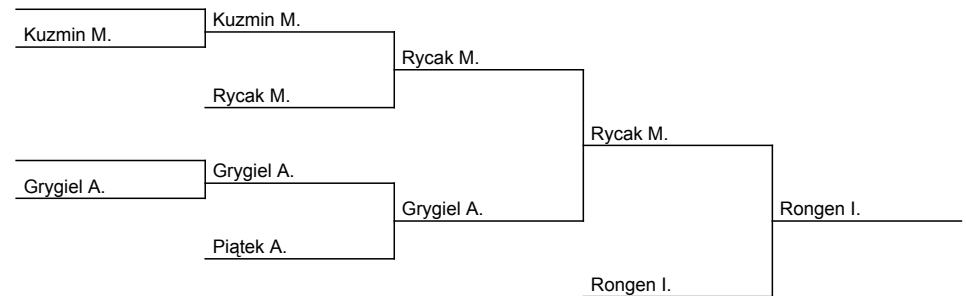 Kuzmin M.
Kuzmin M.
Rycak M.
Rycak M.
Rycak M.
Grygiel A.
Grygiel A.
Grygiel A.
Rongen I.
Piątek A.
Rongen I.